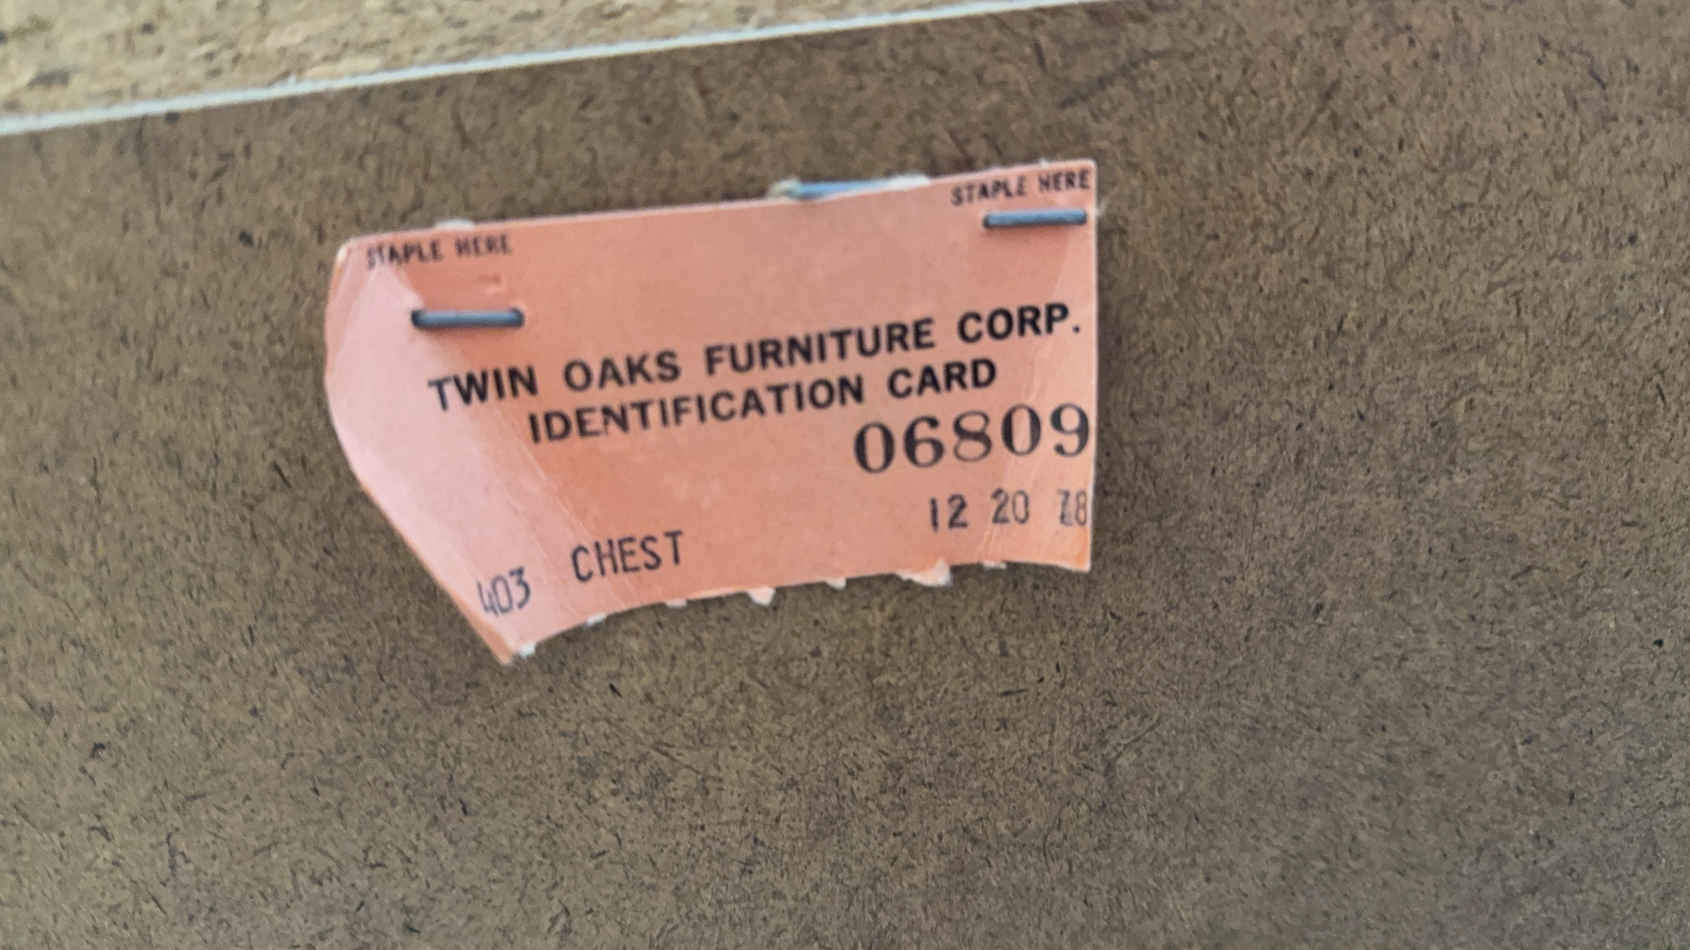 STAPLE HERE
STAPLE HERE
TWIN OAKS FURNITURE CORP.
IDENTIFICATION CARD
06809
12 20 78
403 CHEST